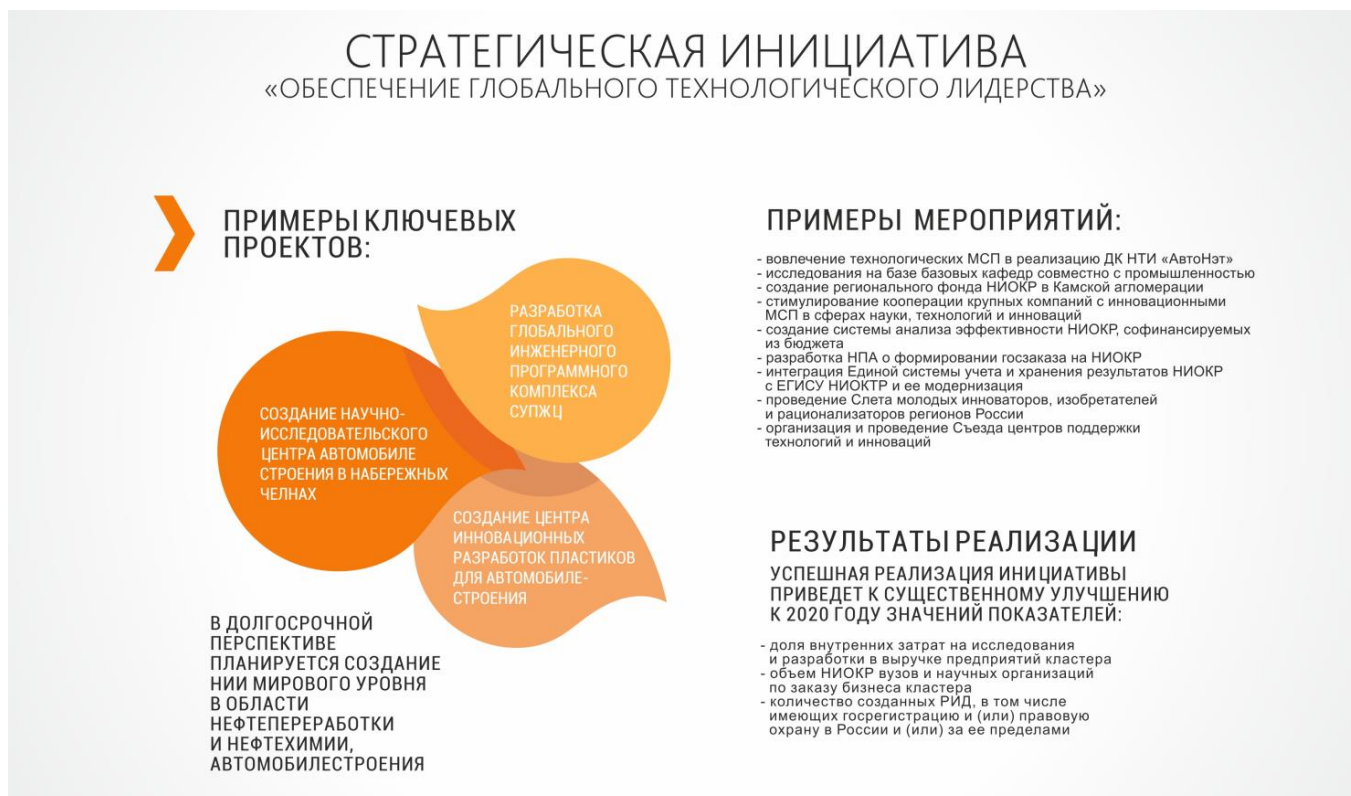 СТРАТЕГИЧЕСКАЯ ИНИЦИАТИВА
«ОБЕСПЕЧЕНИЕ ГЛОБАЛЬНОГО ТЕХНОЛОГИЧЕСКОГО ЛИДЕРСТВА»
ПРИМЕРЫ КЛЮЧЕВЫХ
ПРОЕКТОВ:
РАЗРАБОТКА
ГЛОБАЛЬНОГО
ИНЖЕНЕРНОГО
ПРОГРАММНОГО
КОМПЛЕКСА
СУПЖЦ
СОЗДАНИЕ НАУЧНО-
ИССЛЕДОВАТЕЛЬСКОГО
ЦЕНТРА АВТОМОБИЛЕ
СТРОЕНИЯ В НАБЕРЕЖНЫХ
ЧЕЛНАХ
СОЗДАНИЕ ЦЕНТРА
ИННОВАЦИОННЫХ
РАЗРАБОТОК ПЛАСТИКОВ
ДЛЯ АВТОМОБИЛЕ-
СТРОЕНИЯ
В ДОЛГОСРОЧНОЙ
ПЕРСПЕКТИВЕ
ПЛАНИРУЕТСЯ СОЗДАНИЕ
НИИ МИРОВОГО УРОВНЯ
В ОБЛАСТИ
НЕФТЕПЕРЕРАБОТКИ
И НЕФТЕХИМИИ,
АВТОМОБИЛЕСТРОЕНИЯ
ПРИМЕРЫ МЕРОПРИЯТИЙ:
- вовлечение технологических МСП в реализацию ДК НТИ «АвтоНэт»
- исследования на базе базовых кафедр совместно с промышленностью
- создание регионального фонда НИОКР в Камской агломерации
- стимулирование кооперации крупных компаний с инновационными
МСП в сферах науки, технологий и инноваций
- создание системы анализа эффективности НИОКР, софинансируемых
из бюджета
- разработка НПА о формировании госзаказа на НИОКР
- интеграция Единой системы учета и хранения результатов НИОКР
с ЕГИСУ НИОКТР и ее модернизация
- проведение Слета молодых инноваторов, изобретателей
и рационализаторов регионов России
- организация и проведение Съезда центров поддержки
технологий и инноваций
РЕЗУЛЬТАТЫ РЕАЛИЗАЦИИ
УСПЕШНАЯ РЕАЛИЗАЦИЯ ИНИЦИАТИВЫ
ПРИВЕДЕТ К СУЩЕСТВЕННОМУ УЛУЧШЕНИЮ
К 2020 ГОДУ ЗНАЧЕНИЙ ПОКАЗАТЕЛЕЙ:
- доля внутренних затрат на исследования
и разработки в выручке предприятий кластера
- объем НИОКР вузов и научных организаций
по заказу бизнеса кластера
- количество созданных РИД, в том числе
имеющих госрегистрацию и (или) правовую
охрану в России и (или) за ее пределами